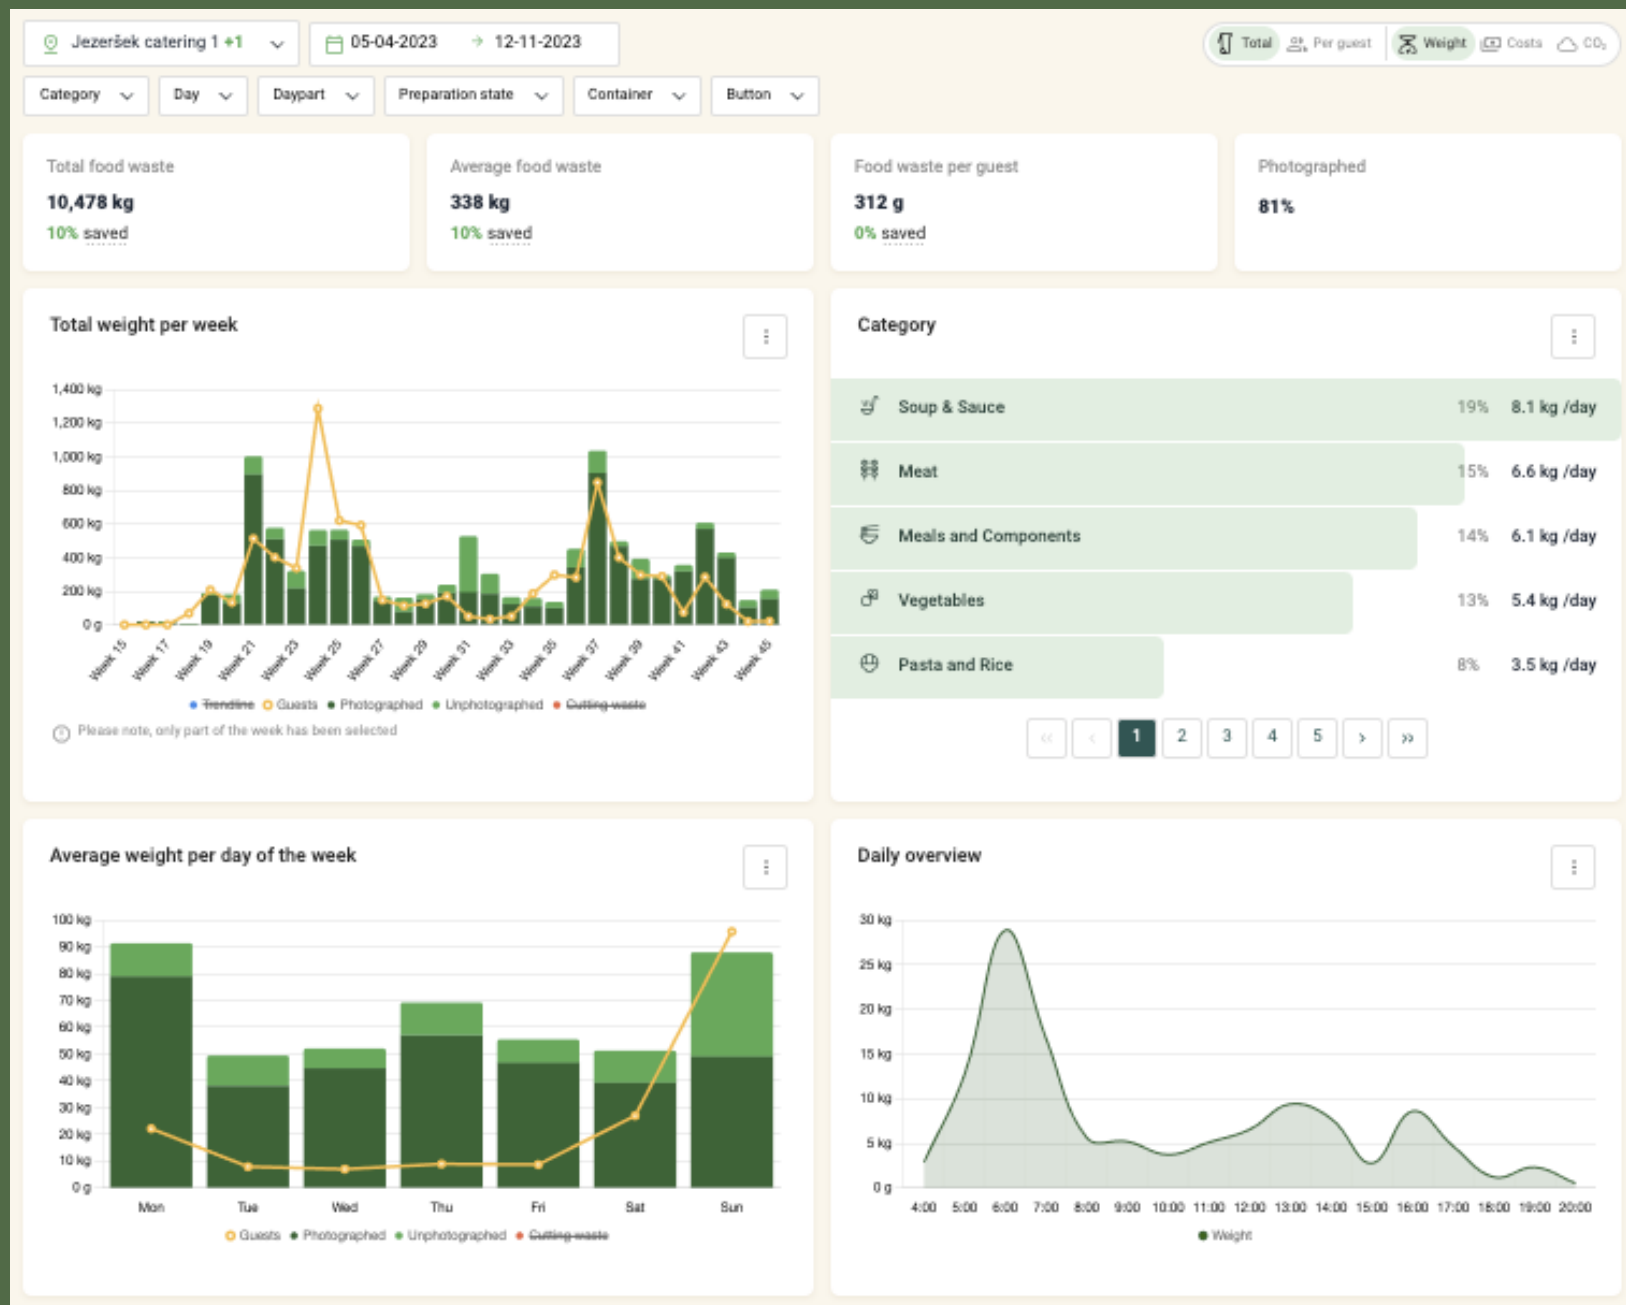 Jezeršek catering 1 +1
05-04-2023 → 12-11-2023
Total Per guest Weight Costs CO₂
Category Day Daypart Preparation state Container Button
Total food waste
10,478 kg
10% saved
Average food waste
338 kg
10% saved
Food waste per guest
312 g
0% saved
Photographed
81%
Total weight per week
1,400 kg
1,200 kg
1,000 kg
800 kg
600 kg
400 kg
200 kg
0 g
Week 15 Week 17 Week 19 Week 21 Week 23 Week 25 Week 27 Week 29 Week 31 Week 33 Week 35 Week 37 Week 39 Week 41 Week 43 Week 45
Trendline Guests Photographed Unphotographed Cutting waste
Please note, only part of the week has been selected
Category
Soup & Sauce 19% 8.1 kg /day
Meat 15% 6.6 kg /day
Meals and Components 14% 6.1 kg /day
Vegetables 13% 5.4 kg /day
Pasta and Rice 8% 3.5 kg /day
‹‹ ‹ 1 2 3 4 5 › ››
Average weight per day of the week
100 kg
90 kg
80 kg
70 kg
60 kg
50 kg
40 kg
30 kg
20 kg
10 kg
0 g
Mon Tue Wed Thu Fri Sat Sun
Guests Photographed Unphotographed Cutting waste
Daily overview
30 kg
25 kg
20 kg
15 kg
10 kg
5 kg
0 g
4:00 5:00 6:00 7:00 8:00 9:00 10:00 11:00 12:00 13:00 14:00 15:00 16:00 17:00 18:00 19:00 20:00
Weight